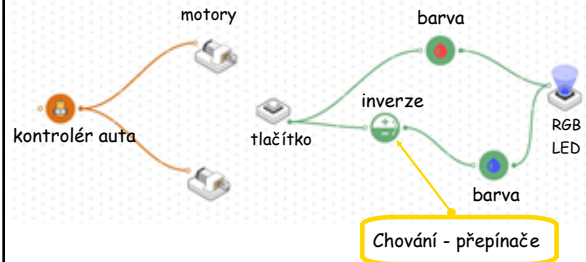 motory
barva
inverze
kontrolér auta
tlačítko
RGB
LED
barva
Chování - přepínače